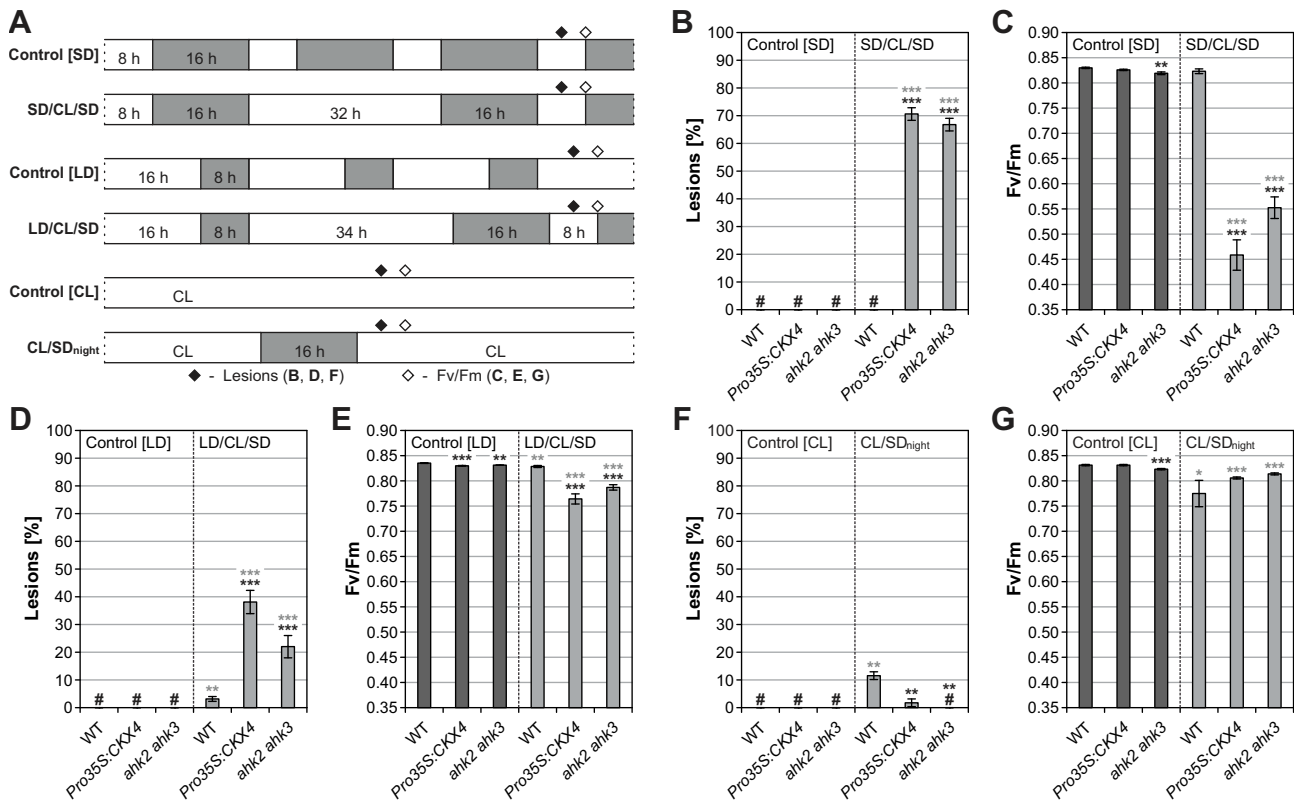 A
Control [SD]
8 h
16 h
SD/CL/SD
8 h
16 h
32 h
16 h
Control [LD]
16 h
8 h
LD/CL/SD
16 h
8 h
34 h
16 h
8 h
Control [CL]
CL
CL/SDnight
CL
16 h
CL
◆ - Lesions (B, D, F)
◇ - Fv/Fm (C, E, G)
B
Lesions [%]
100
90
80
70
60
50
40
30
20
10
0
Control [SD]
SD/CL/SD
#
#
#
#
***
***
***
***
WT
Pro35S:CKX4
ahk2 ahk3
WT
Pro35S:CKX4
ahk2 ahk3
C
Fv/Fm
0.90
0.85
0.80
0.75
0.70
0.65
0.60
0.55
0.50
0.45
0.40
0.35
Control [SD]
SD/CL/SD
**
***
***
***
***
WT
Pro35S:CKX4
ahk2 ahk3
WT
Pro35S:CKX4
ahk2 ahk3
D
Lesions [%]
100
90
80
70
60
50
40
30
20
10
0
Control [LD]
LD/CL/SD
#
#
#
**
***
***
***
***
WT
Pro35S:CKX4
ahk2 ahk3
WT
Pro35S:CKX4
ahk2 ahk3
E
Fv/Fm
0.90
0.85
0.80
0.75
0.70
0.65
0.60
0.55
0.50
0.45
0.40
0.35
Control [LD]
LD/CL/SD
***
**
**
***
***
***
***
WT
Pro35S:CKX4
ahk2 ahk3
WT
Pro35S:CKX4
ahk2 ahk3
F
Lesions [%]
100
90
80
70
60
50
40
30
20
10
0
Control [CL]
CL/SDnight
#
#
#
**
**
**
#
WT
Pro35S:CKX4
ahk2 ahk3
WT
Pro35S:CKX4
ahk2 ahk3
G
Fv/Fm
0.90
0.85
0.80
0.75
0.70
0.65
0.60
0.55
0.50
0.45
0.40
0.35
Control [CL]
CL/SDnight
***
*
***
***
WT
Pro35S:CKX4
ahk2 ahk3
WT
Pro35S:CKX4
ahk2 ahk3